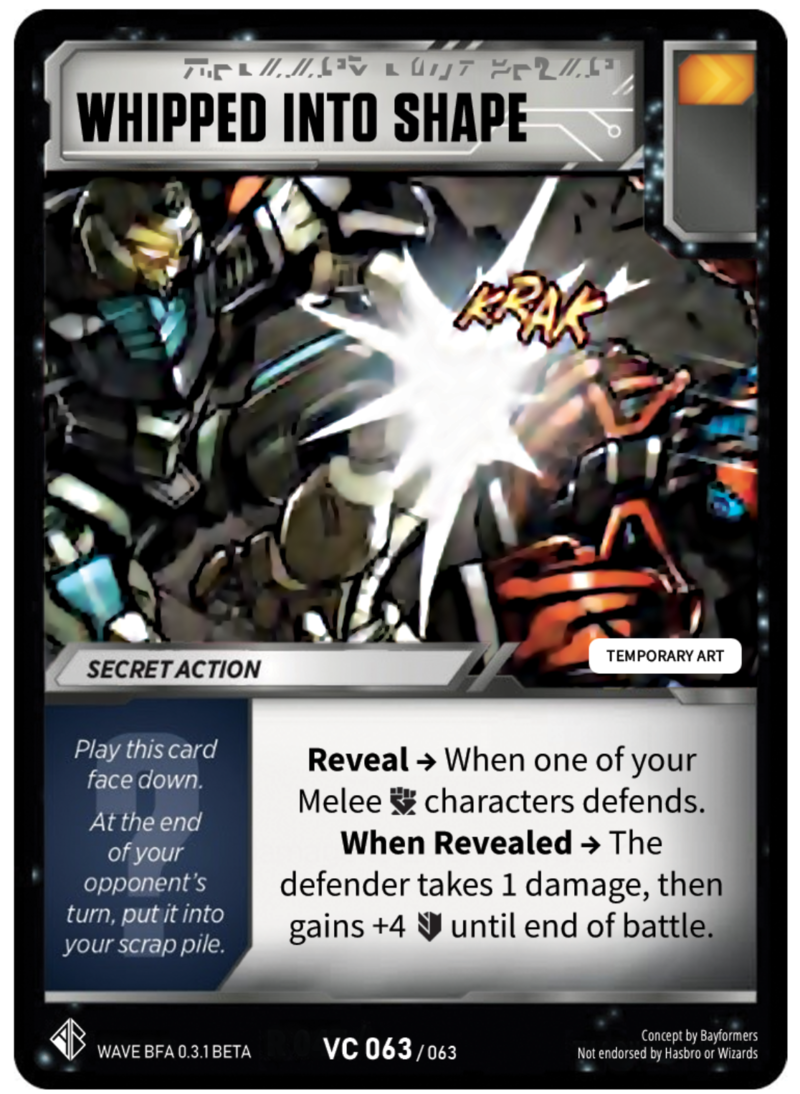 WHIPPED INTO SHAPE
KRAK
TEMPORARY ART
SECRET ACTION
Play this card
face down.
At the end
of your
opponent's
turn, put it into
your scrap pile.
Reveal → When one of your
Melee characters defends.
When Revealed → The
defender takes 1 damage, then
gains +4 until end of battle.
WAVE BFA 0.3.1 BETA
VC 063/063
Concept by Bayformers
Not endorsed by Hasbro or Wizards